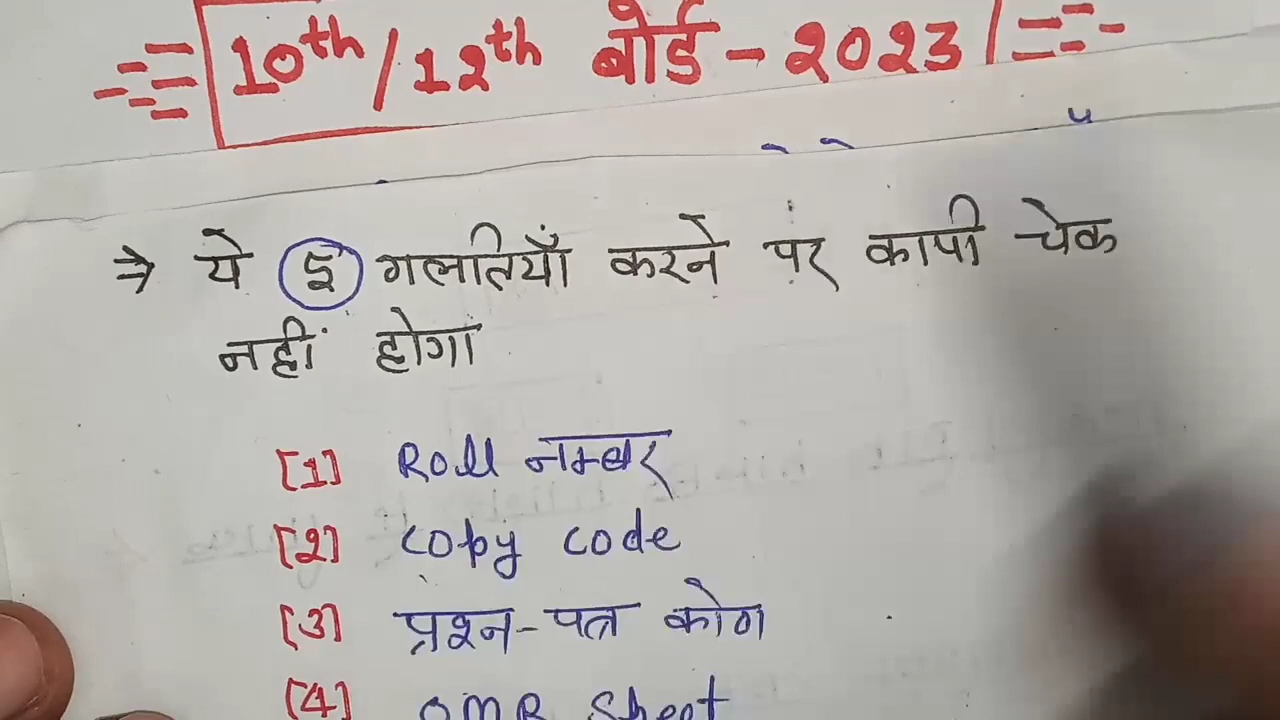 10th/12th बोर्ड - 2023
⇒ ये 5 गलतियाँ करने पर कापी चेक
नहीं होगा
[1] Roll नम्बर
[2] Copy code
[3] प्रश्न-पत्र कोग
[4] OMR Sheet